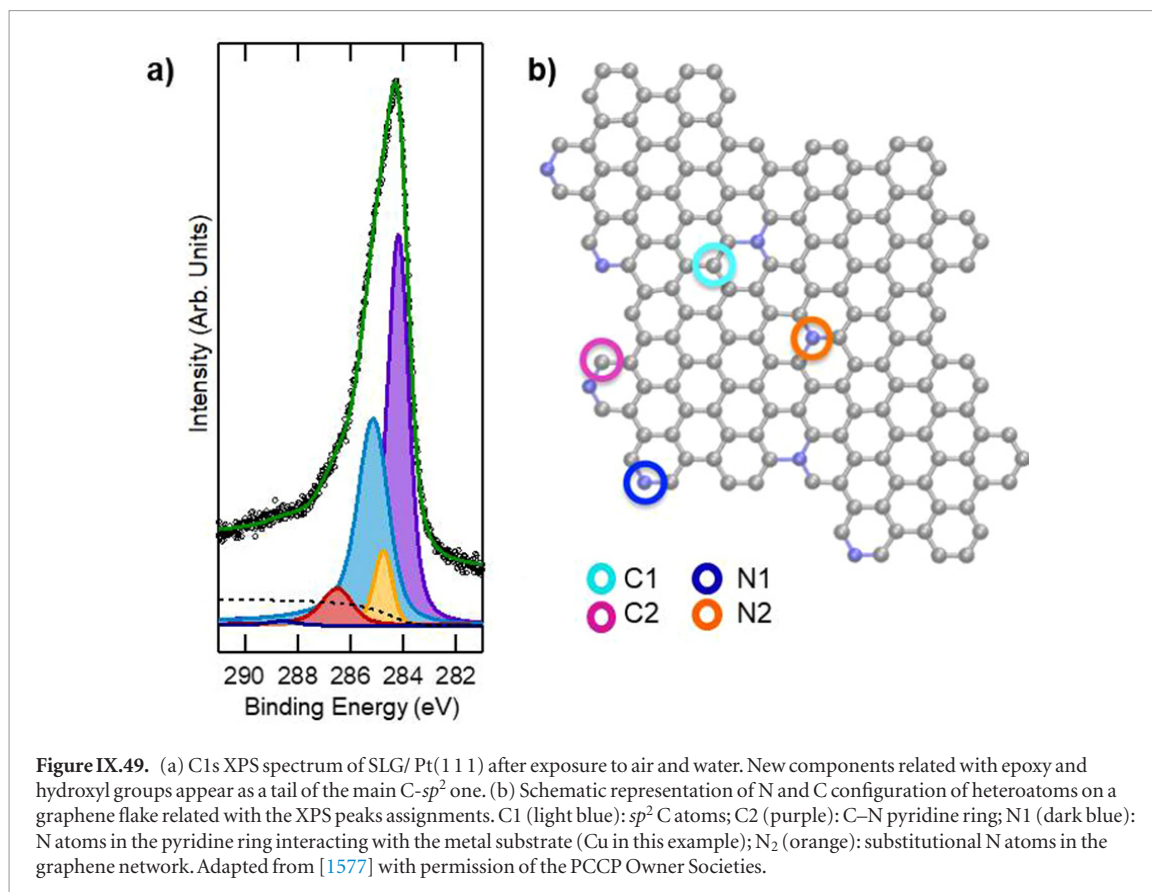 a)
b)
Intensity (Arb. Units)
290 288 286 284 282
Binding Energy (eV)
C1 N1
C2 N2
Figure IX.49. (a) C1s XPS spectrum of SLG/ Pt(1 1 1) after exposure to air and water. New components related with epoxy and
hydroxyl groups appear as a tail of the main C-sp² one. (b) Schematic representation of N and C configuration of heteroatoms on a
graphene flake related with the XPS peaks assignments. C1 (light blue): sp² C atoms; C2 (purple): C–N pyridine ring; N1 (dark blue):
N atoms in the pyridine ring interacting with the metal substrate (Cu in this example); N₂ (orange): substitutional N atoms in the
graphene network. Adapted from [1577] with permission of the PCCP Owner Societies.